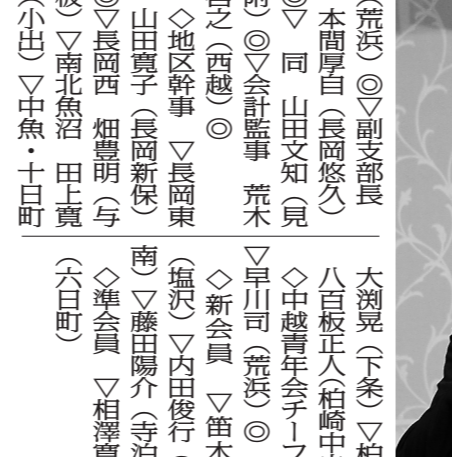 （荒浜）◎▽副支部長
本間厚自（長岡悠久）
◎▽　同　山田文知（見
附）◎▽会計監事　荒木
之（西越）◎
◇地区幹事　▽長岡東
山田寛子（長岡新保）
◎▽長岡西　畑豊明（与
板）▽南北魚沼　田上寛
（小出）▽中魚・十日町
大渕晃（下条）▽柏
八百板正人（柏崎中
◇中越青年会チーフ
▽早川司（荒浜）◎
◇新会員　▽笛木
（塩沢）▽内田俊行（
南）▽藤田陽介（寺泊
◇準会員　▽相澤寛
（六日町）